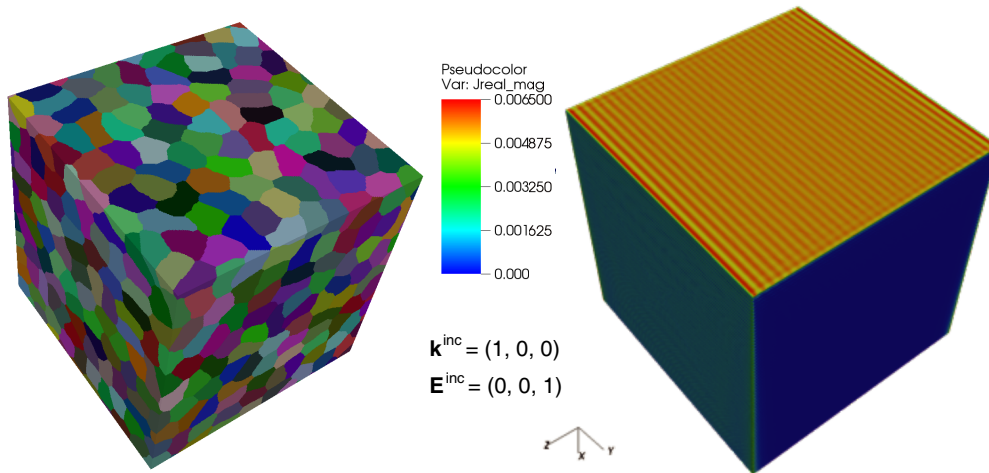 Pseudocolor
Var: Jreal_mag
0.006500
0.004875
0.003250
0.001625
0.000
k^inc = (1, 0, 0)
E^inc = (0, 0, 1)
Z X Y